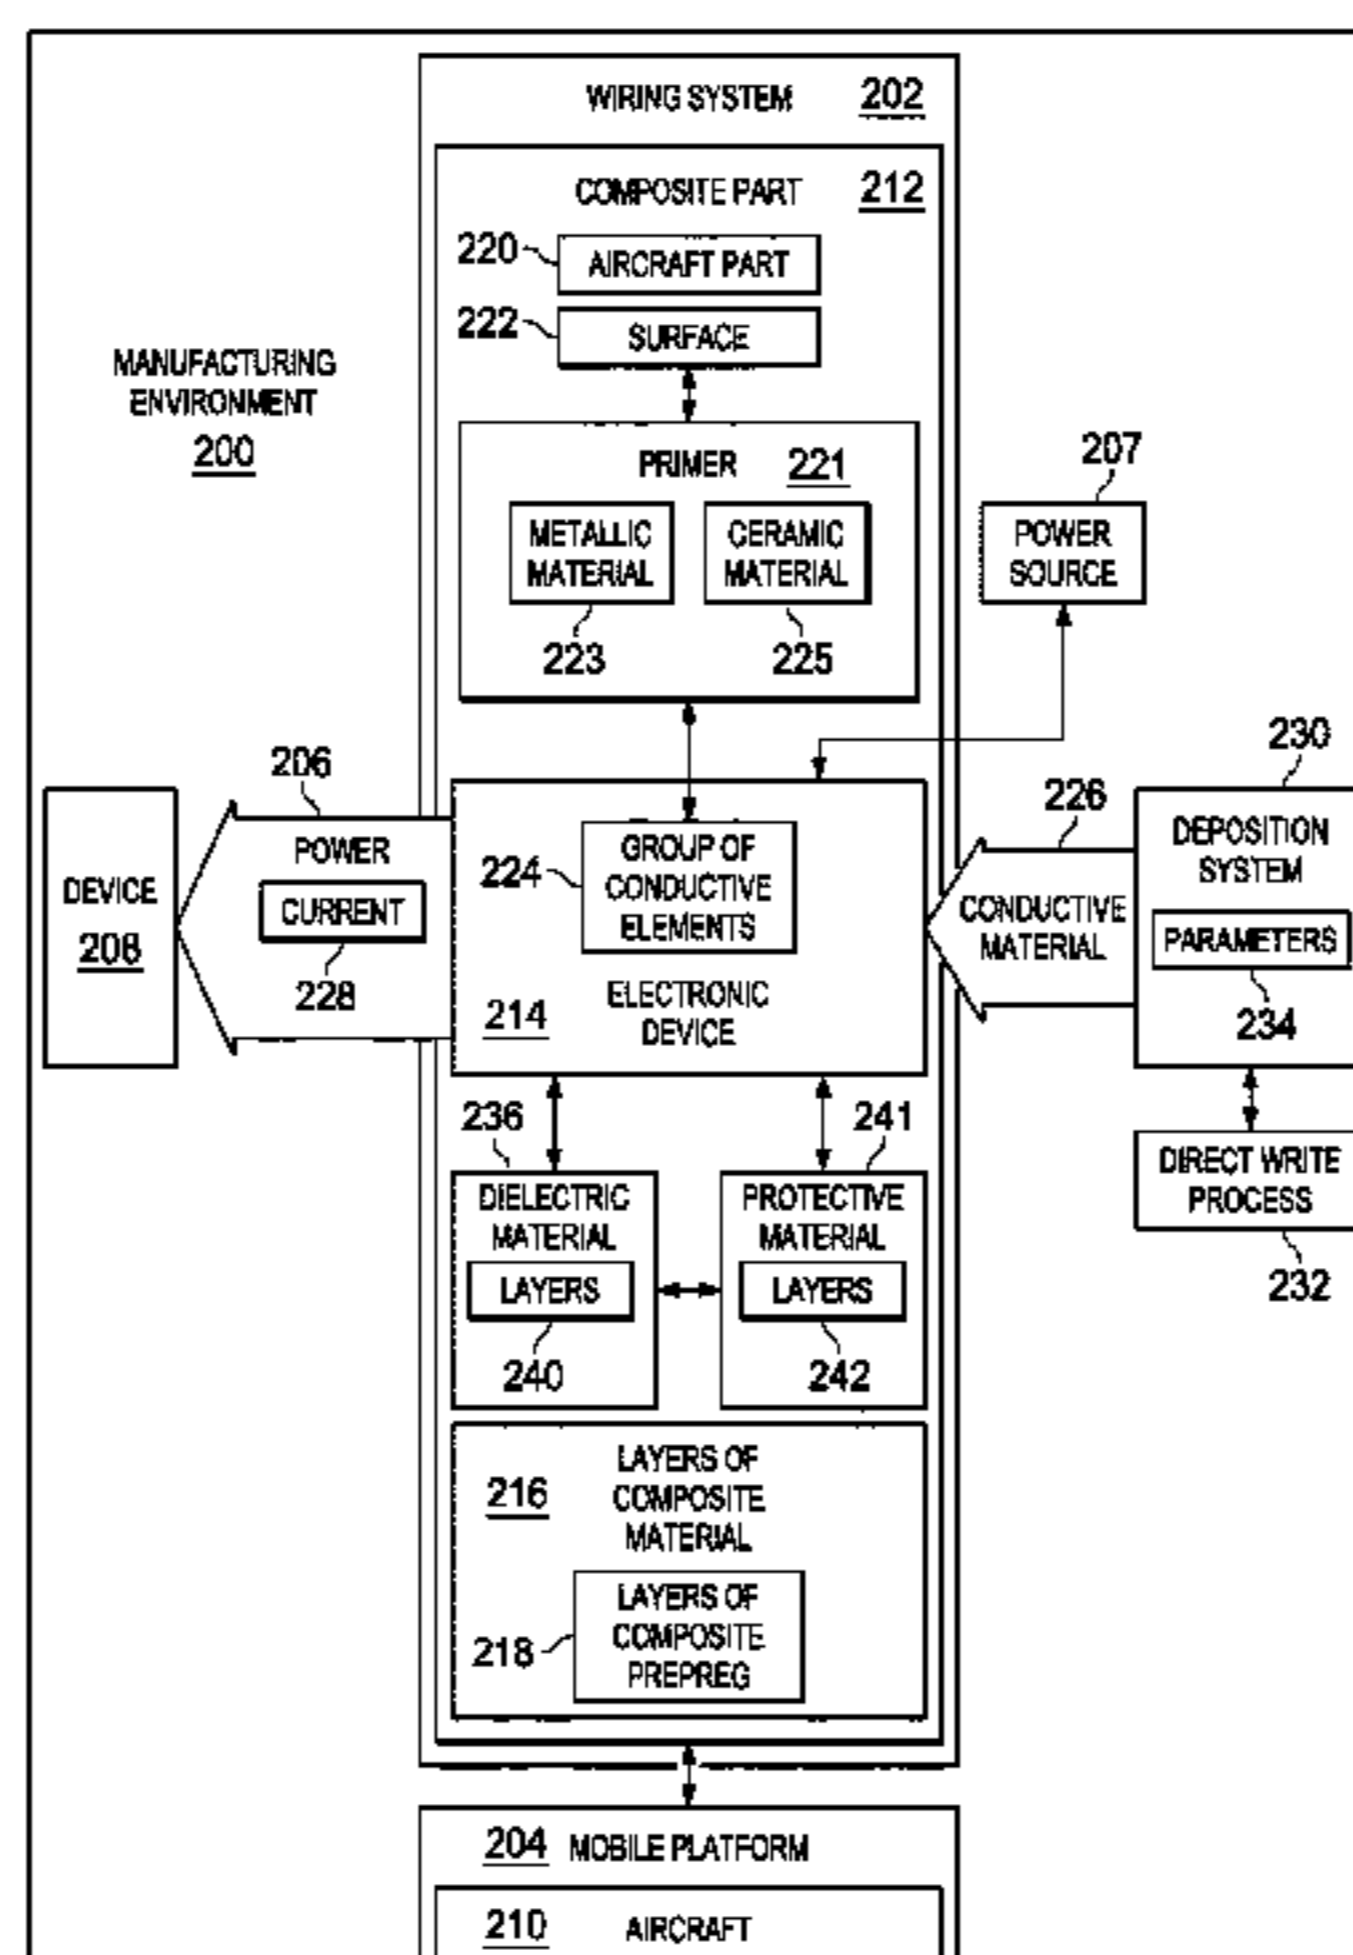 WIRING SYSTEM 202
COMPOSITE PART 212
220
AIRCRAFT PART
222
SURFACE
MANUFACTURING
ENVIRONMENT
200
PRIMER 221
METALLIC
MATERIAL
223
CERAMIC
MATERIAL
225
207
POWER
SOURCE
206
POWER
CURRENT
228
DEVICE
208
224
GROUP OF
CONDUCTIVE
ELEMENTS
214
ELECTRONIC
DEVICE
226
CONDUCTIVE
MATERIAL
230
DEPOSITION
SYSTEM
PARAMETERS
234
DIRECT WRITE
PROCESS
232
236
DIELECTRIC
MATERIAL
LAYERS
240
241
PROTECTIVE
MATERIAL
LAYERS
242
216
LAYERS OF
COMPOSITE
MATERIAL
218
LAYERS OF
COMPOSITE
PREPREG
204 MOBILE PLATFORM
210 AIRCRAFT